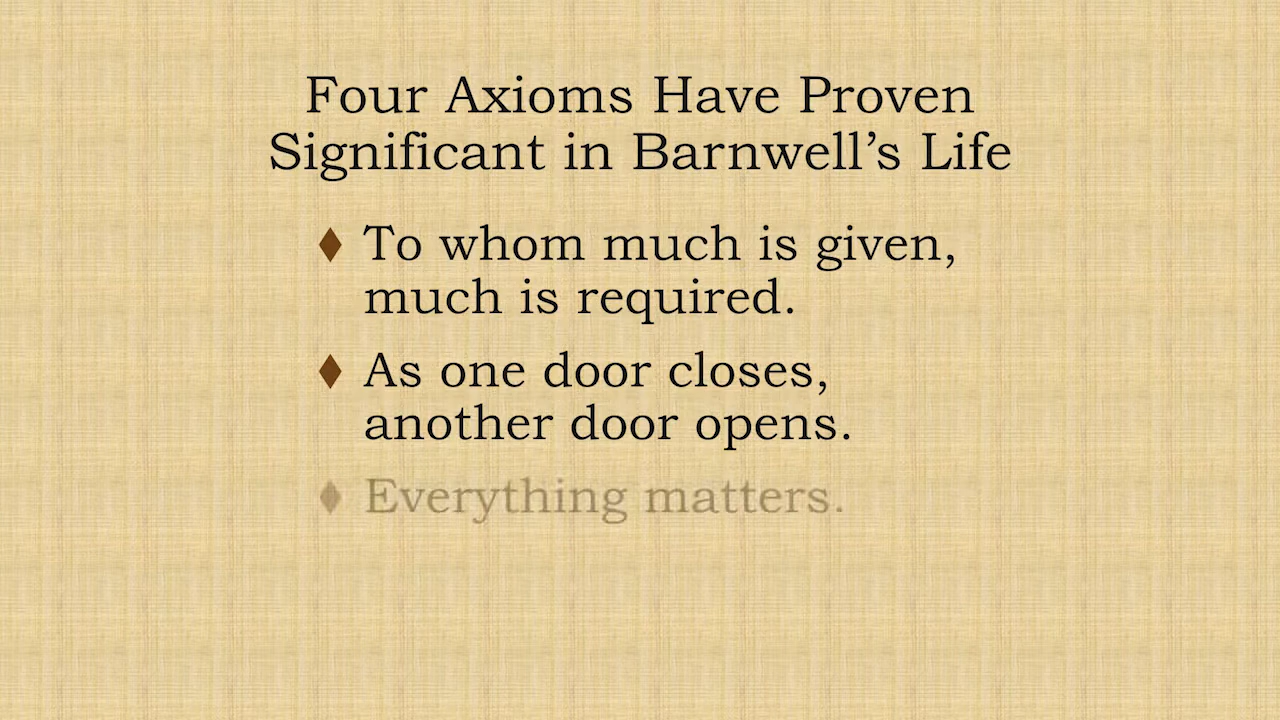 Four Axioms Have Proven
Significant in Barnwell’s Life
To whom much is given,
much is required.
As one door closes,
another door opens.
Everything matters.